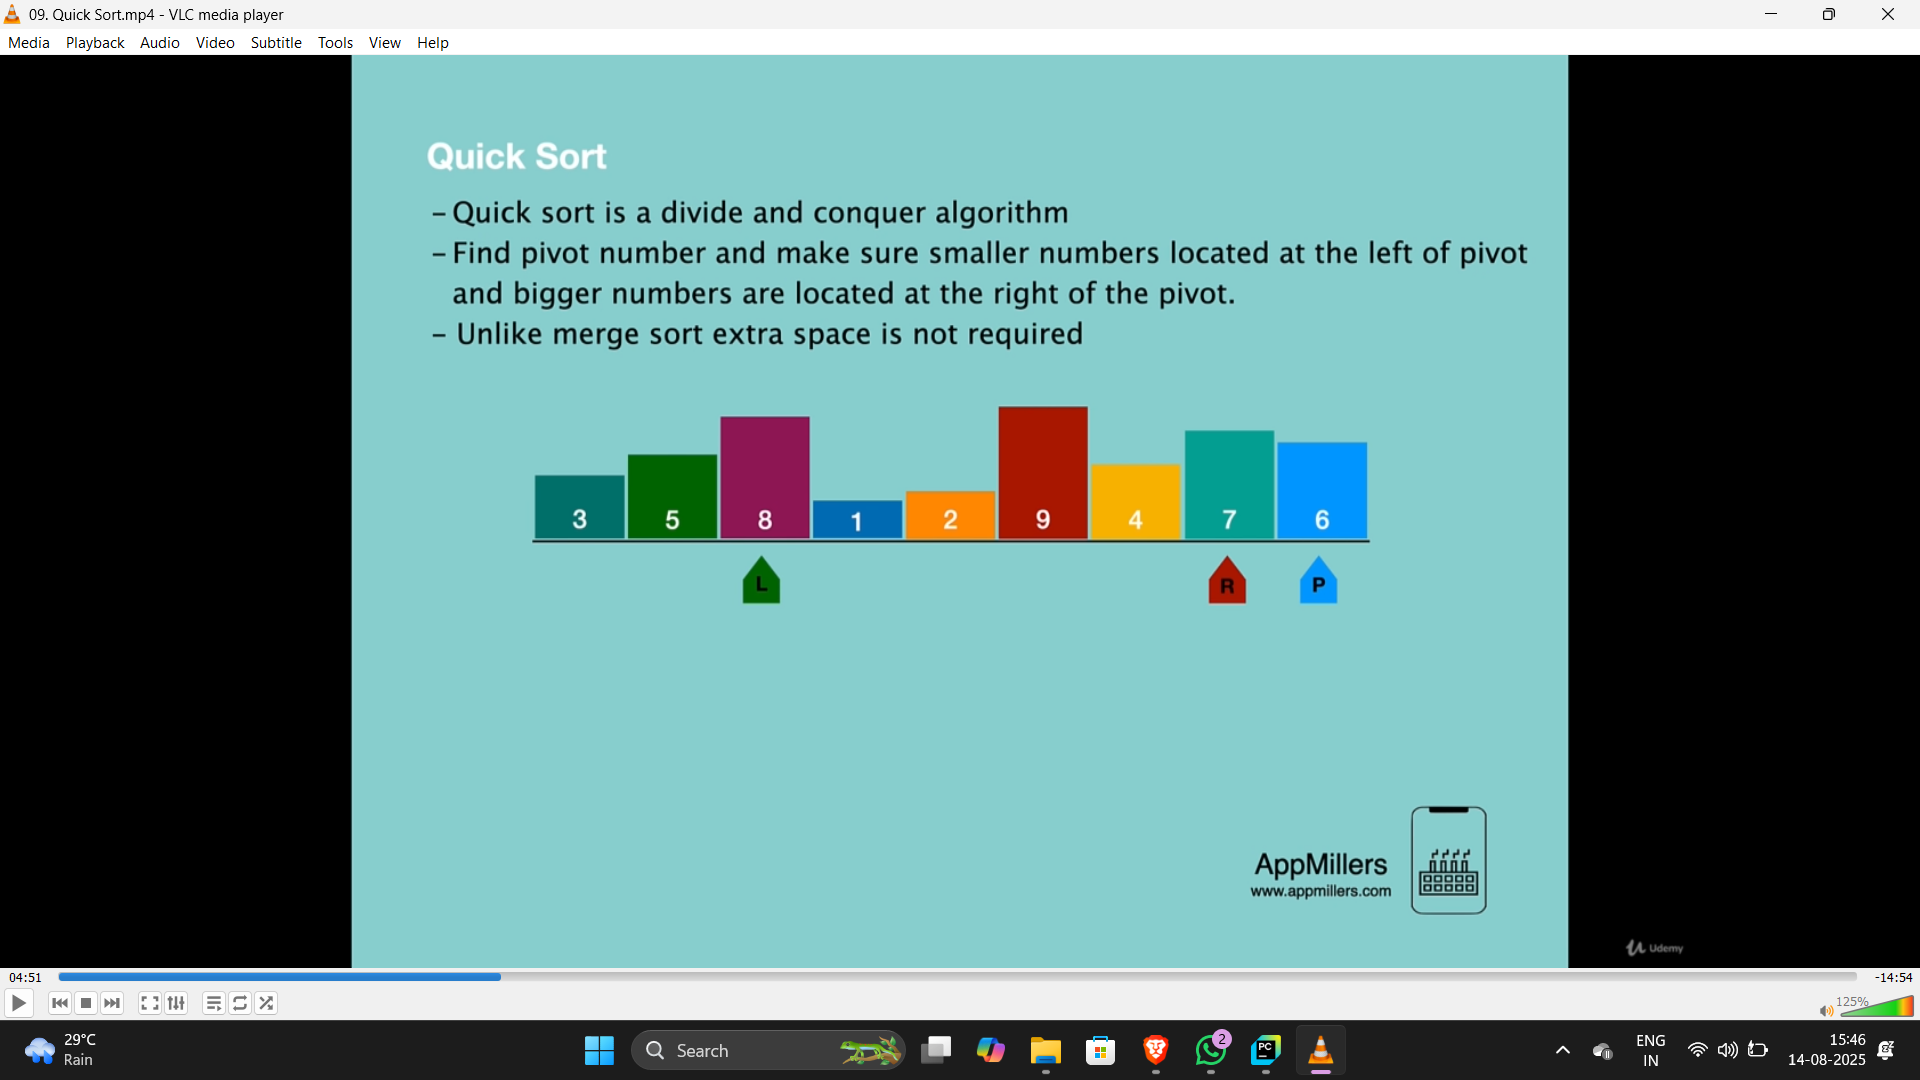 09. Quick Sort.mp4 - VLC media player
Media Playback Audio Video Subtitle Tools View Help
Quick Sort
– Quick sort is a divide and conquer algorithm
– Find pivot number and make sure smaller numbers located at the left of pivot
and bigger numbers are located at the right of the pivot.
– Unlike merge sort extra space is not required
3 5 8 1 2 9 4 7 6
L R P
AppMillers
www.appmillers.com
Udemy
04:51 -14:54
125%
29°C
Rain
Search
2
PC
ENG
IN
15:46
14-08-2025